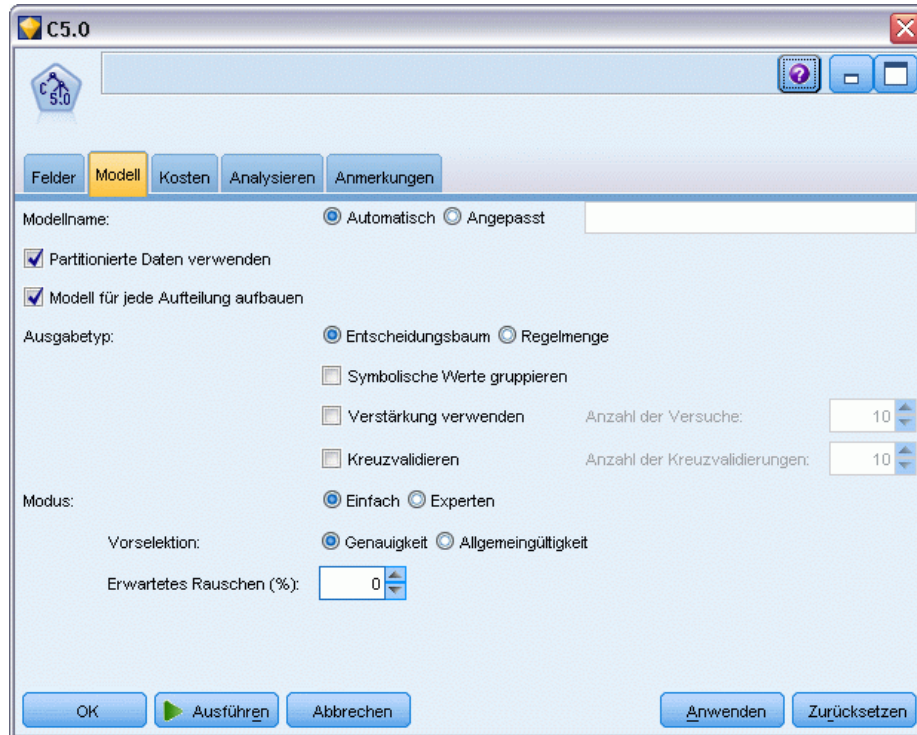 C5.0
C 5.0
Felder Modell Kosten Analysieren Anmerkungen
Modellname: Automatisch Angepasst
Partitionierte Daten verwenden
Modell für jede Aufteilung aufbauen
Ausgabetyp: Entscheidungsbaum Regelmenge
Symbolische Werte gruppieren
Verstärkung verwenden Anzahl der Versuche: 10
Kreuzvalidieren Anzahl der Kreuzvalidierungen: 10
Modus: Einfach Experten
Vorselektion: Genauigkeit Allgemeingültigkeit
Erwartetes Rauschen (%): 0
OK Ausführen Abbrechen Anwenden Zurücksetzen